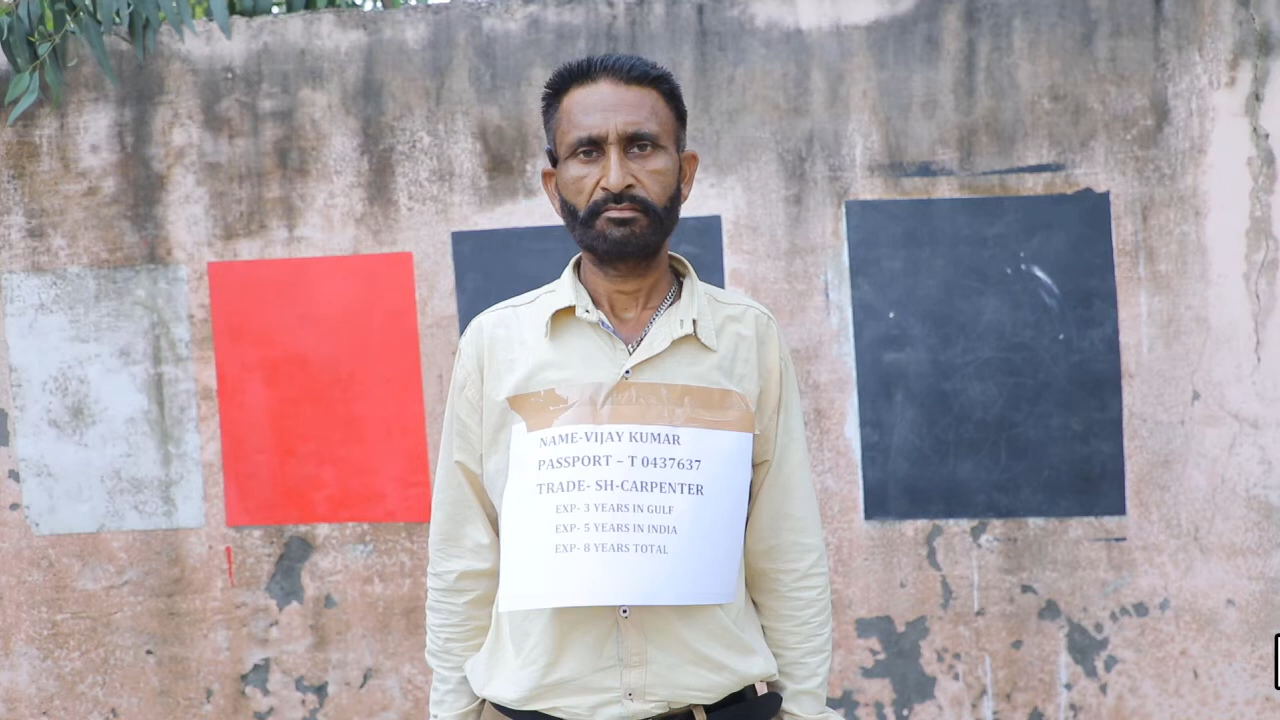 NAME-VIJAY KUMAR
PASSPORT – T 0437637
TRADE- SH-CARPENTER
EXP- 3 YEARS IN GULF
EXP- 5 YEARS IN INDIA
EXP- 8 YEARS TOTAL